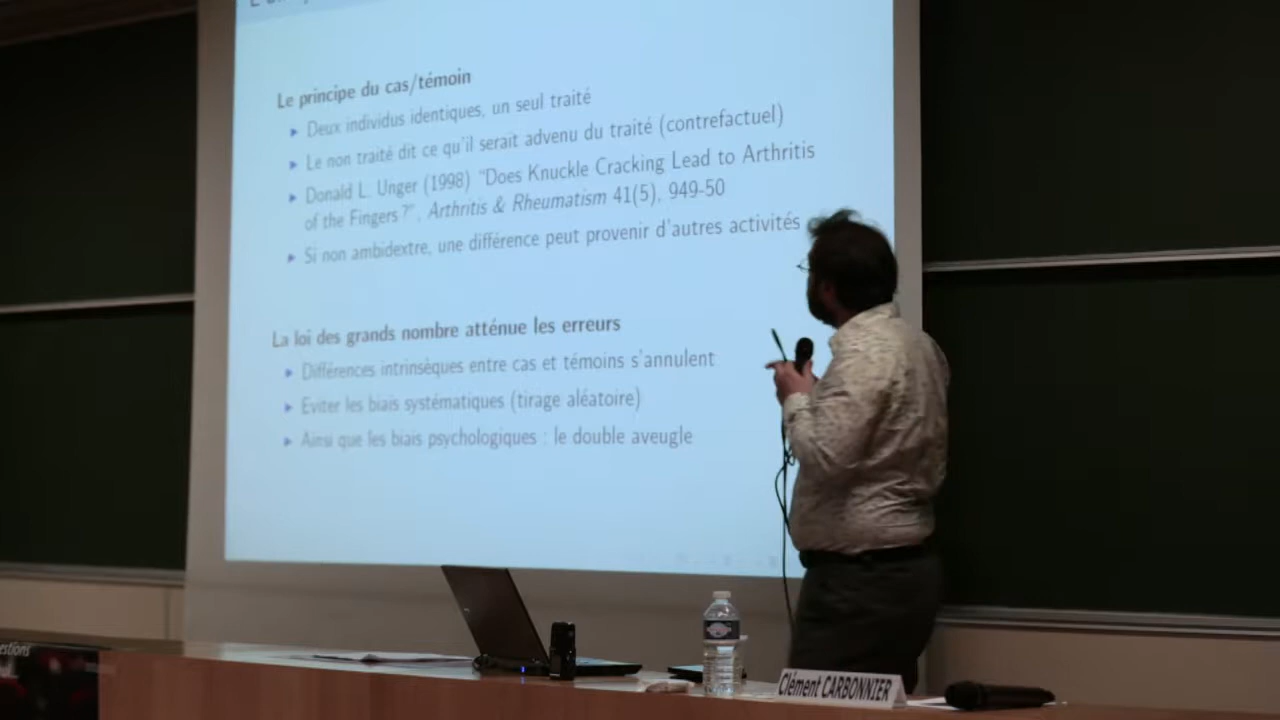 Le principe du cas/témoin
Deux individus identiques, un seul traité
Le non traité dit ce qu'il serait advenu du traité (contrefactuel)
Donald L. Unger (1998) "Does Knuckle Cracking Lead to Arthritis
of the Fingers ?", Arthritis & Rheumatism 41(5), 949-50
Si non ambidextre, une différence peut provenir d'autres activités
La loi des grands nombre atténue les erreurs
Différences intrinsèques entre cas et témoins s'annulent
Eviter les biais systématiques (tirage aléatoire)
Ainsi que les biais psychologiques : le double aveugle
estions
Clément CARBONNIER